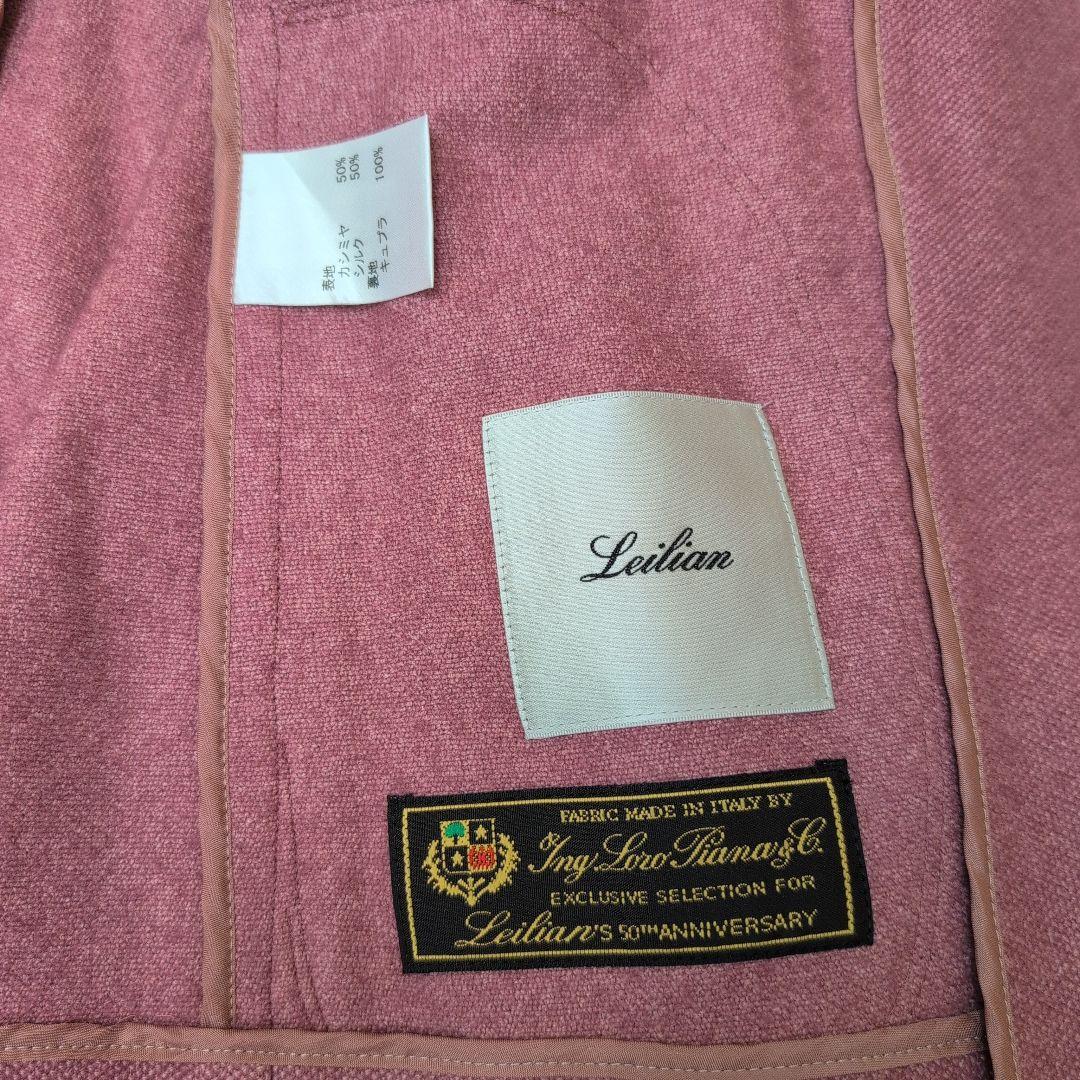 表地
カシミヤ 50%
シルク 50%
裏地
キュプラ 100%
Leilian
FABRIC MADE IN ITALY BY
Ing. Loro Piana & C.
EXCLUSIVE SELECTION FOR
Leilian'S 50TH ANNIVERSARY